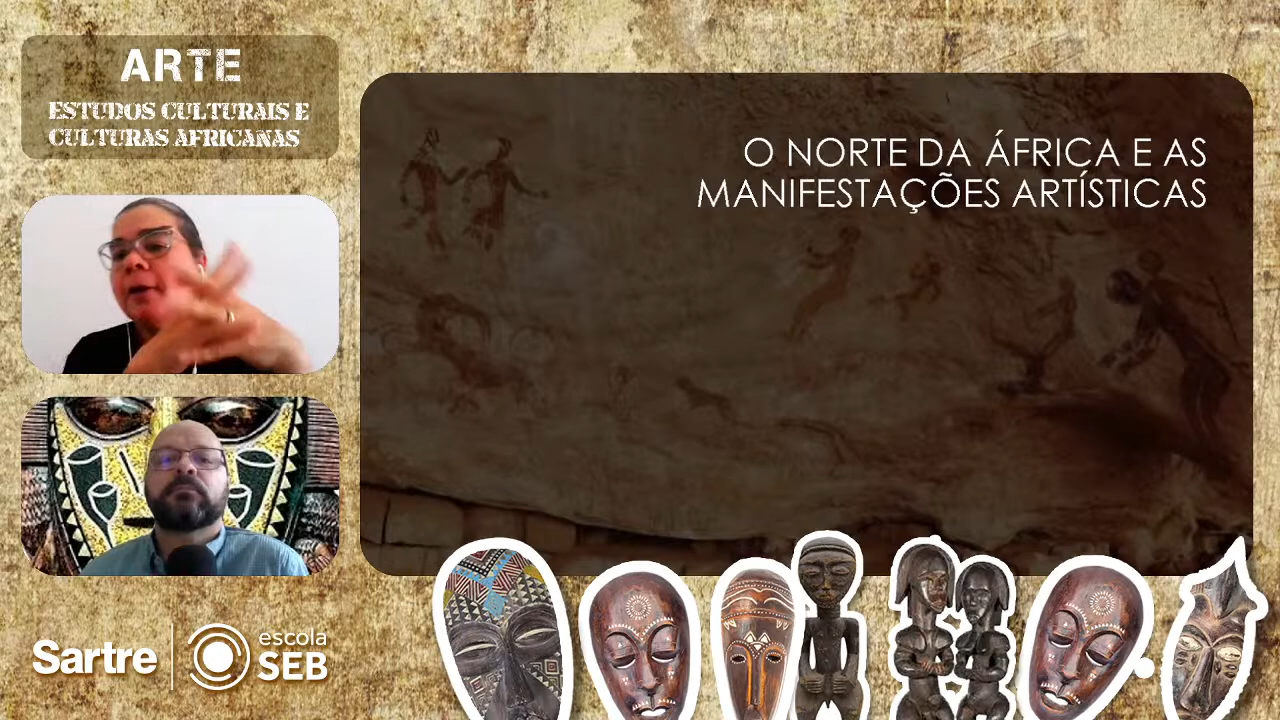 ARTE
ESTUDOS CULTURAIS E
CULTURAS AFRICANAS
O NORTE DA ÁFRICA E AS
MANIFESTAÇÕES ARTÍSTICAS
Sartre
escola
SEB